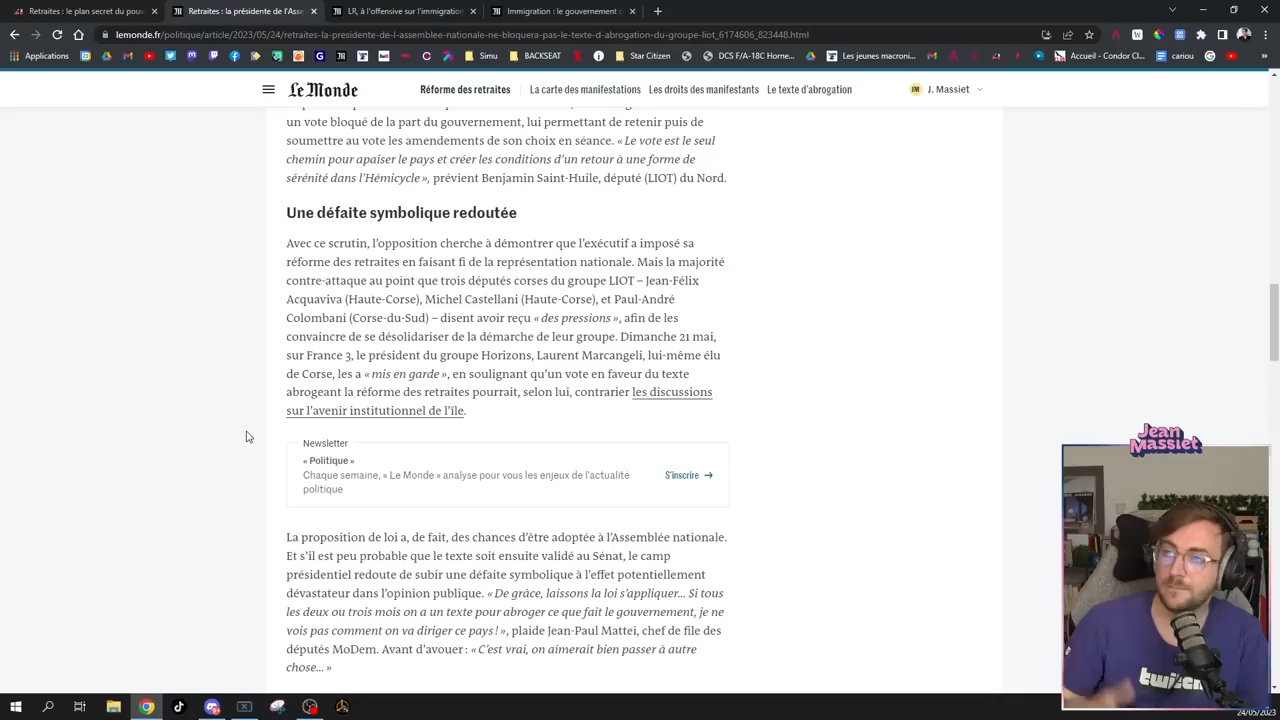 Retraites : le plan secret du pouv
Retraites : la présidente de l'Asse
LR, à l'offensive sur l'immigration
Immigration : le gouvernement c
lemonde.fr/politique/article/2023/05/24/retraites-la-presidente-de-l-assemblee-nationale-ne-bloquera-pas-le-texte-d-abrogation-du-groupe-liot_6174606_823448.html
Applications
Simu
BACKSEAT
Star Citizen
DCS F/A-18C Horne...
Les jeunes macroni...
Accueil - Condor Cl...
cariou
Le Monde
Réforme des retraites
La carte des manifestations
Les droits des manifestants
Le texte d'abrogation
JM
J. Massiet
un vote bloqué de la part du gouvernement, lui permettant de retenir puis de
soumettre au vote les amendements de son choix en séance. « Le vote est le seul
chemin pour apaiser le pays et créer les conditions d'un retour à une forme de
sérénité dans l'Hémicycle », prévient Benjamin Saint-Huile, député (LIOT) du Nord.
Une défaite symbolique redoutée
Avec ce scrutin, l'opposition cherche à démontrer que l'exécutif a imposé sa
réforme des retraites en faisant fi de la représentation nationale. Mais la majorité
contre-attaque au point que trois députés corses du groupe LIOT – Jean-Félix
Acquaviva (Haute-Corse), Michel Castellani (Haute-Corse), et Paul-André
Colombani (Corse-du-Sud) – disent avoir reçu « des pressions », afin de les
convaincre de se désolidariser de la démarche de leur groupe. Dimanche 21 mai,
sur France 3, le président du groupe Horizons, Laurent Marcangeli, lui-même élu
de Corse, les a « mis en garde », en soulignant qu'un vote en faveur du texte
abrogeant la réforme des retraites pourrait, selon lui, contrarier les discussions
sur l'avenir institutionnel de l'île.
Newsletter
« Politique »
Chaque semaine, « Le Monde » analyse pour vous les enjeux de l'actualité
politique
S'inscrire →
La proposition de loi a, de fait, des chances d'être adoptée à l'Assemblée nationale.
Et s'il est peu probable que le texte soit ensuite validé au Sénat, le camp
présidentiel redoute de subir une défaite symbolique à l'effet potentiellement
dévastateur dans l'opinion publique. « De grâce, laissons la loi s'appliquer… Si tous
les deux ou trois mois on a un texte pour abroger ce que fait le gouvernement, je ne
vois pas comment on va diriger ce pays ! », plaide Jean-Paul Mattei, chef de file des
députés MoDem. Avant d'avouer : « C'est vrai, on aimerait bien passer à autre
chose… »
Jean
Massiet
twitch
24/05/2023